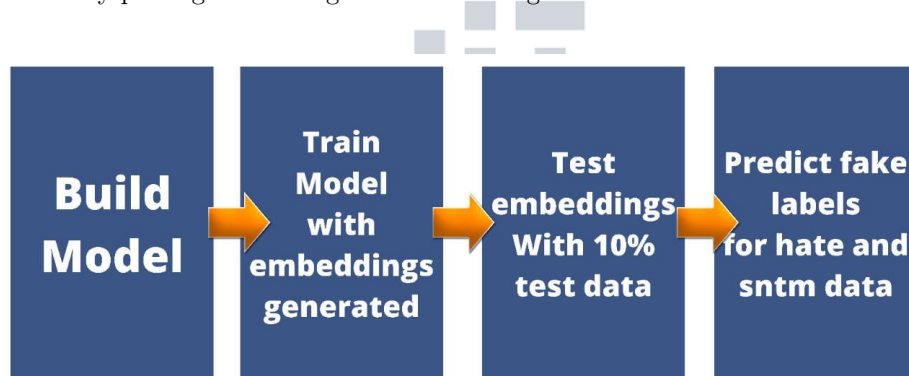 Build
Model
Train
Model
with
embeddings
generated
Test
embeddings
With 10%
test data
Predict fake
labels
for hate and
sntm data